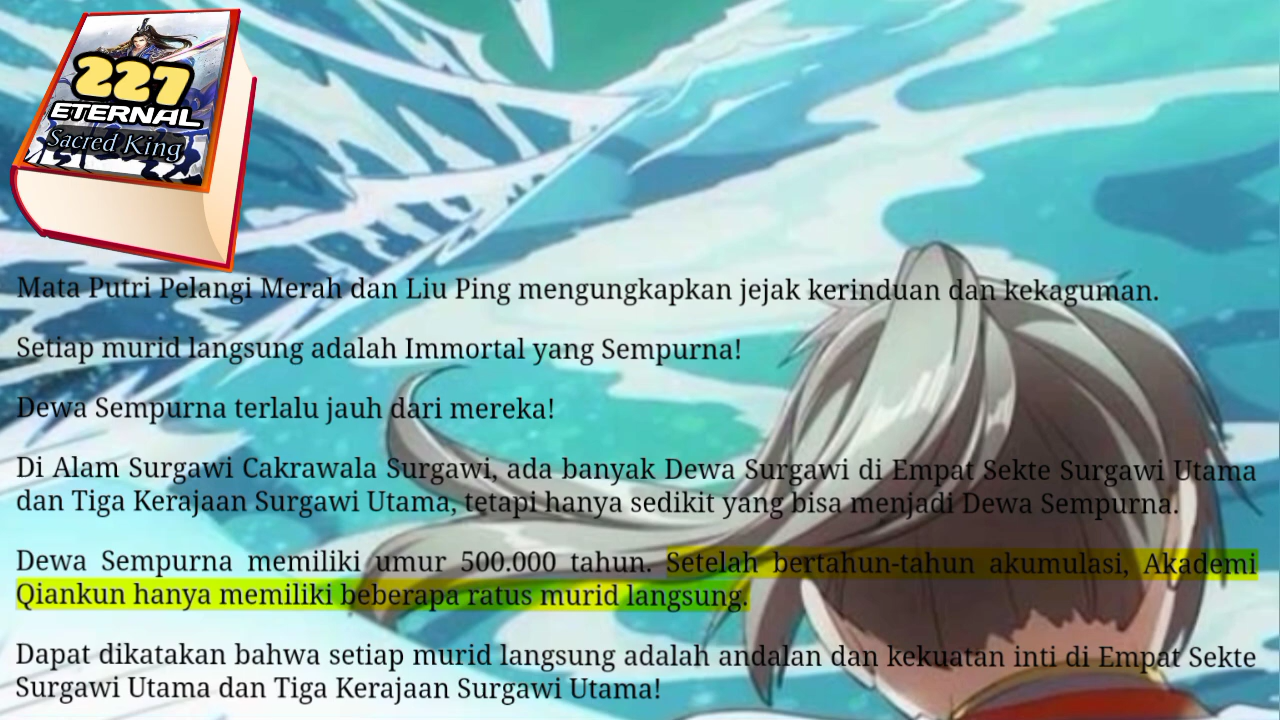 227
ETERNAL
Sacred King
Mata Putri Pelangi Merah dan Liu Ping mengungkapkan jejak kerinduan dan kekaguman.
Setiap murid langsung adalah Immortal yang Sempurna!
Dewa Sempurna terlalu jauh dari mereka!
Di Alam Surgawi Cakrawala Surgawi, ada banyak Dewa Surgawi di Empat Sekte Surgawi Utama
dan Tiga Kerajaan Surgawi Utama, tetapi hanya sedikit yang bisa menjadi Dewa Sempurna.
Dewa Sempurna memiliki umur 500.000 tahun. Setelah bertahun-tahun akumulasi, Akademi
Qiankun hanya memiliki beberapa ratus murid langsung.
Dapat dikatakan bahwa setiap murid langsung adalah andalan dan kekuatan inti di Empat Sekte
Surgawi Utama dan Tiga Kerajaan Surgawi Utama!